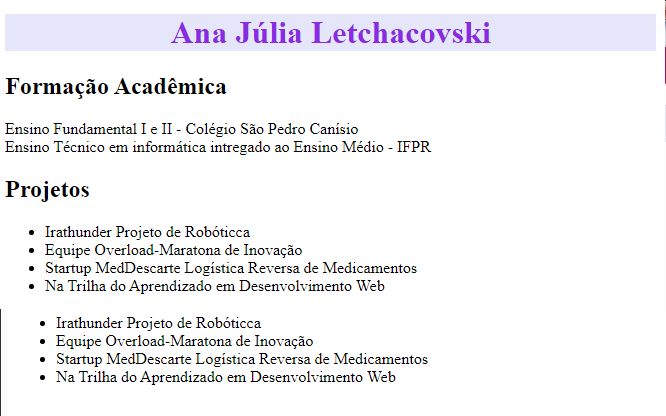 Ana Júlia Letchacovski
Formação Acadêmica
Ensino Fundamental I e II - Colégio São Pedro Canísio
Ensino Técnico em informática intregado ao Ensino Médio - IFPR
Projetos
• Irathunder Projeto de Robóticca
• Equipe Overload-Maratona de Inovação
• Startup MedDescarte Logística Reversa de Medicamentos
• Na Trilha do Aprendizado em Desenvolvimento Web
• Irathunder Projeto de Robóticca
• Equipe Overload-Maratona de Inovação
• Startup MedDescarte Logística Reversa de Medicamentos
• Na Trilha do Aprendizado em Desenvolvimento Web